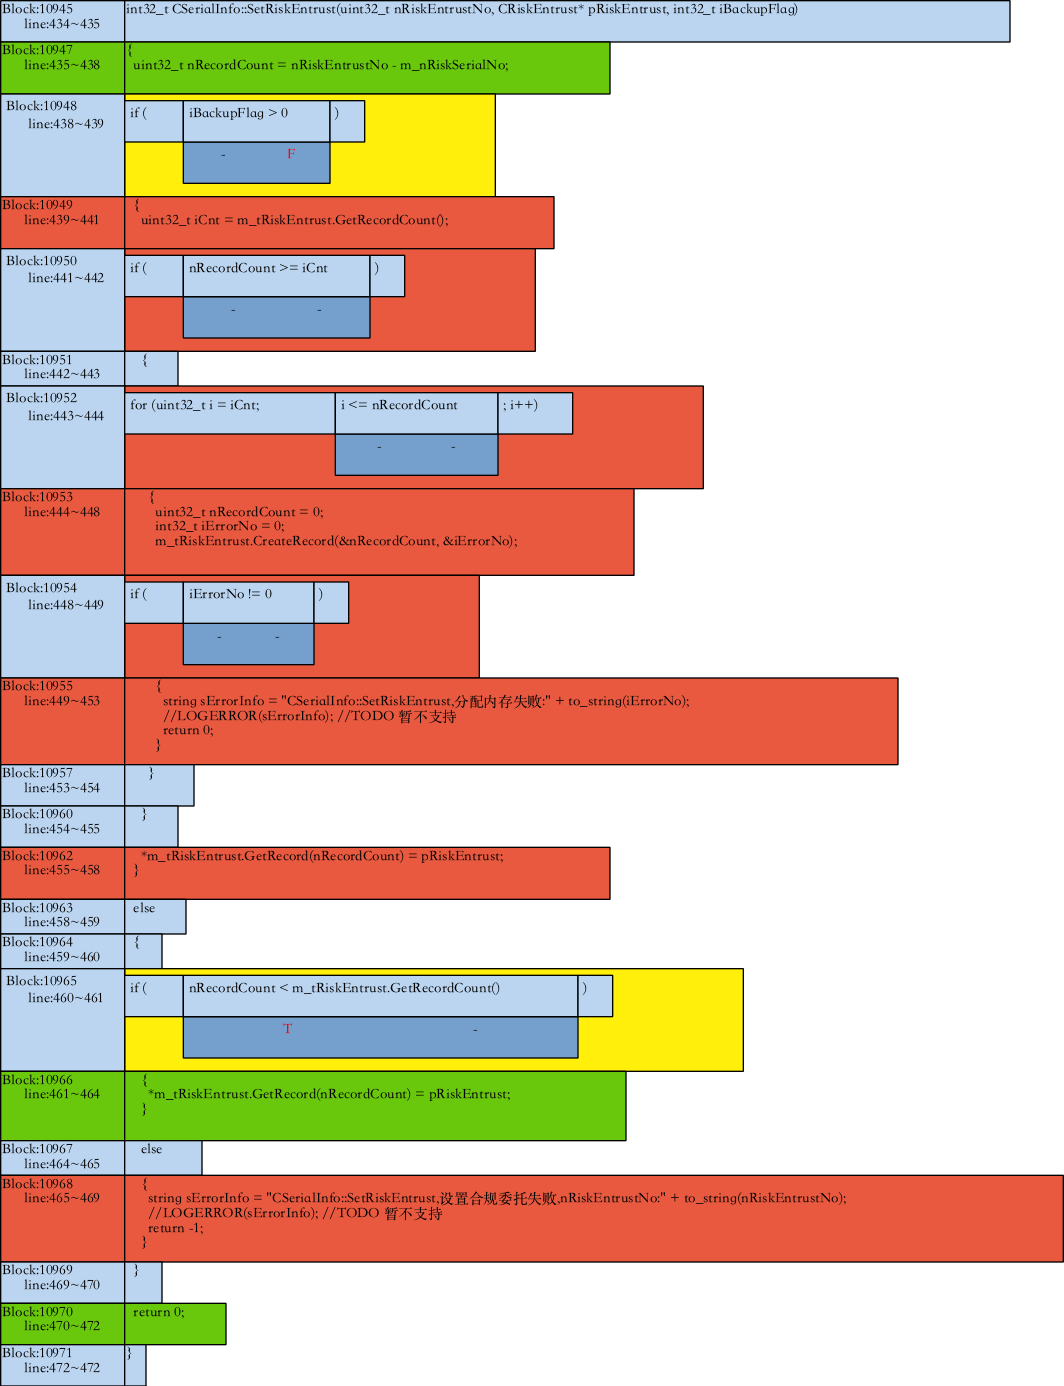 Block:10945
line:434~435
int32_t CSerialInfo::SetRiskEntrust(uint32_t nRiskEntrustNo, CRiskEntrust* pRiskEntrust, int32_t iBackupFlag)
Block:10947
line:435~438
{
uint32_t nRecordCount = nRiskEntrustNo - m_nRiskSerialNo;
Block:10948
line:438~439
if ( iBackupFlag > 0 )
- F
Block:10949
line:439~441
{
uint32_t iCnt = m_tRiskEntrust.GetRecordCount();
Block:10950
line:441~442
if ( nRecordCount >= iCnt )
- -
Block:10951
line:442~443
{
Block:10952
line:443~444
for (uint32_t i = iCnt; i <= nRecordCount ; i++)
- -
Block:10953
line:444~448
{
uint32_t nRecordCount = 0;
int32_t iErrorNo = 0;
m_tRiskEntrust.CreateRecord(&nRecordCount, &iErrorNo);
Block:10954
line:448~449
if ( iErrorNo != 0 )
- -
Block:10955
line:449~453
{
string sErrorInfo = "CSerialInfo::SetRiskEntrust,分配内存失败:" + to_string(iErrorNo);
//LOGERROR(sErrorInfo); //TODO 暂不支持
return 0;
}
Block:10957
line:453~454
}
Block:10960
line:454~455
}
Block:10962
line:455~458
*m_tRiskEntrust.GetRecord(nRecordCount) = pRiskEntrust;
}
Block:10963
line:458~459
else
Block:10964
line:459~460
{
Block:10965
line:460~461
if ( nRecordCount < m_tRiskEntrust.GetRecordCount() )
T -
Block:10966
line:461~464
{
*m_tRiskEntrust.GetRecord(nRecordCount) = pRiskEntrust;
}
Block:10967
line:464~465
else
Block:10968
line:465~469
{
string sErrorInfo = "CSerialInfo::SetRiskEntrust,设置合规委托失败,nRiskEntrustNo:" + to_string(nRiskEntrustNo);
//LOGERROR(sErrorInfo); //TODO 暂不支持
return -1;
}
Block:10969
line:469~470
}
Block:10970
line:470~472
return 0;
Block:10971
line:472~472
}